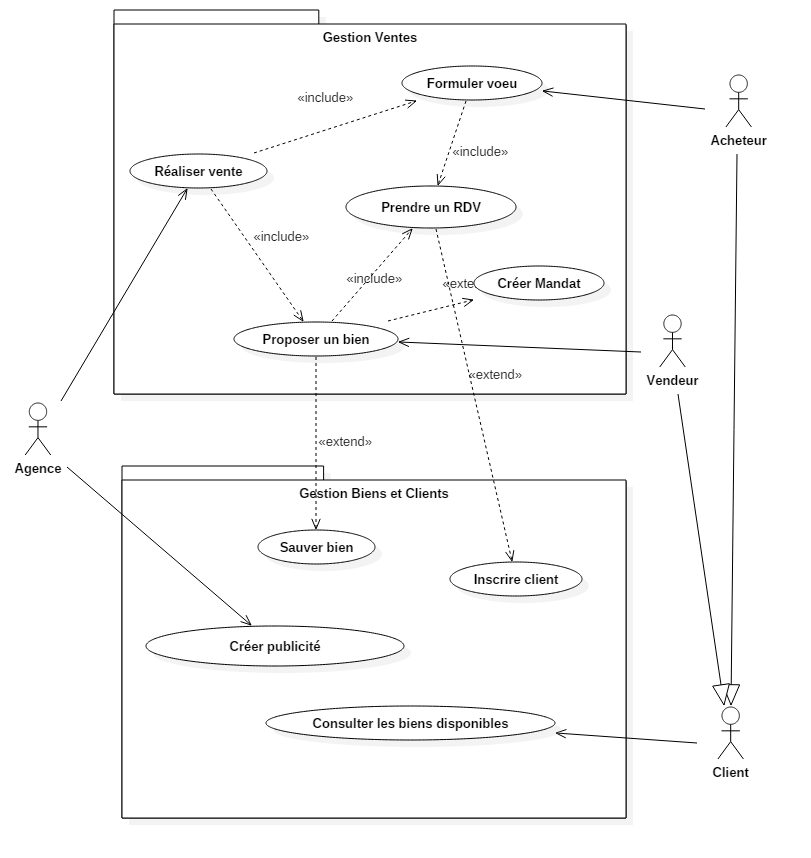 Gestion Ventes
Formuler voeu
«include»
Acheteur
«include»
Réaliser vente
Prendre un RDV
«include»
«include»
«exte
Créer Mandat
Proposer un bien
Vendeur
«extend»
«extend»
Agence
Gestion Biens et Clients
Sauver bien
Inscrire client
Créer publicité
Consulter les biens disponibles
Client